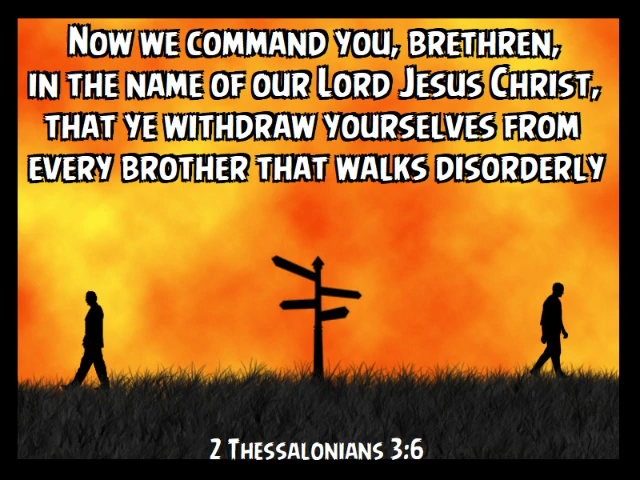 Now we command you, brethren,
in the name of our Lord Jesus Christ,
that ye withdraw yourselves from
every brother that walks disorderly
2 Thessalonians 3:6